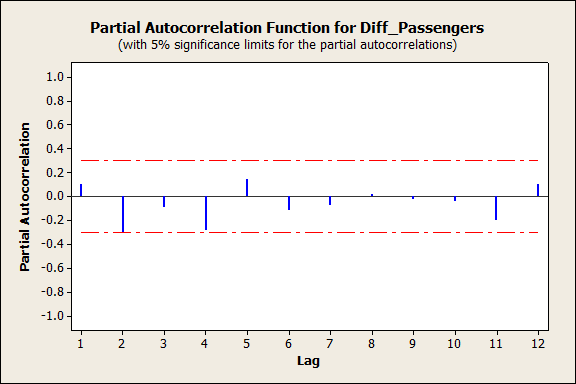 Partial Autocorrelation Function for Diff_Passengers
(with 5% significance limits for the partial autocorrelations)
Partial Autocorrelation
1.0
0.8
0.6
0.4
0.2
0.0
-0.2
-0.4
-0.6
-0.8
-1.0
1 2 3 4 5 6 7 8 9 10 11 12
Lag